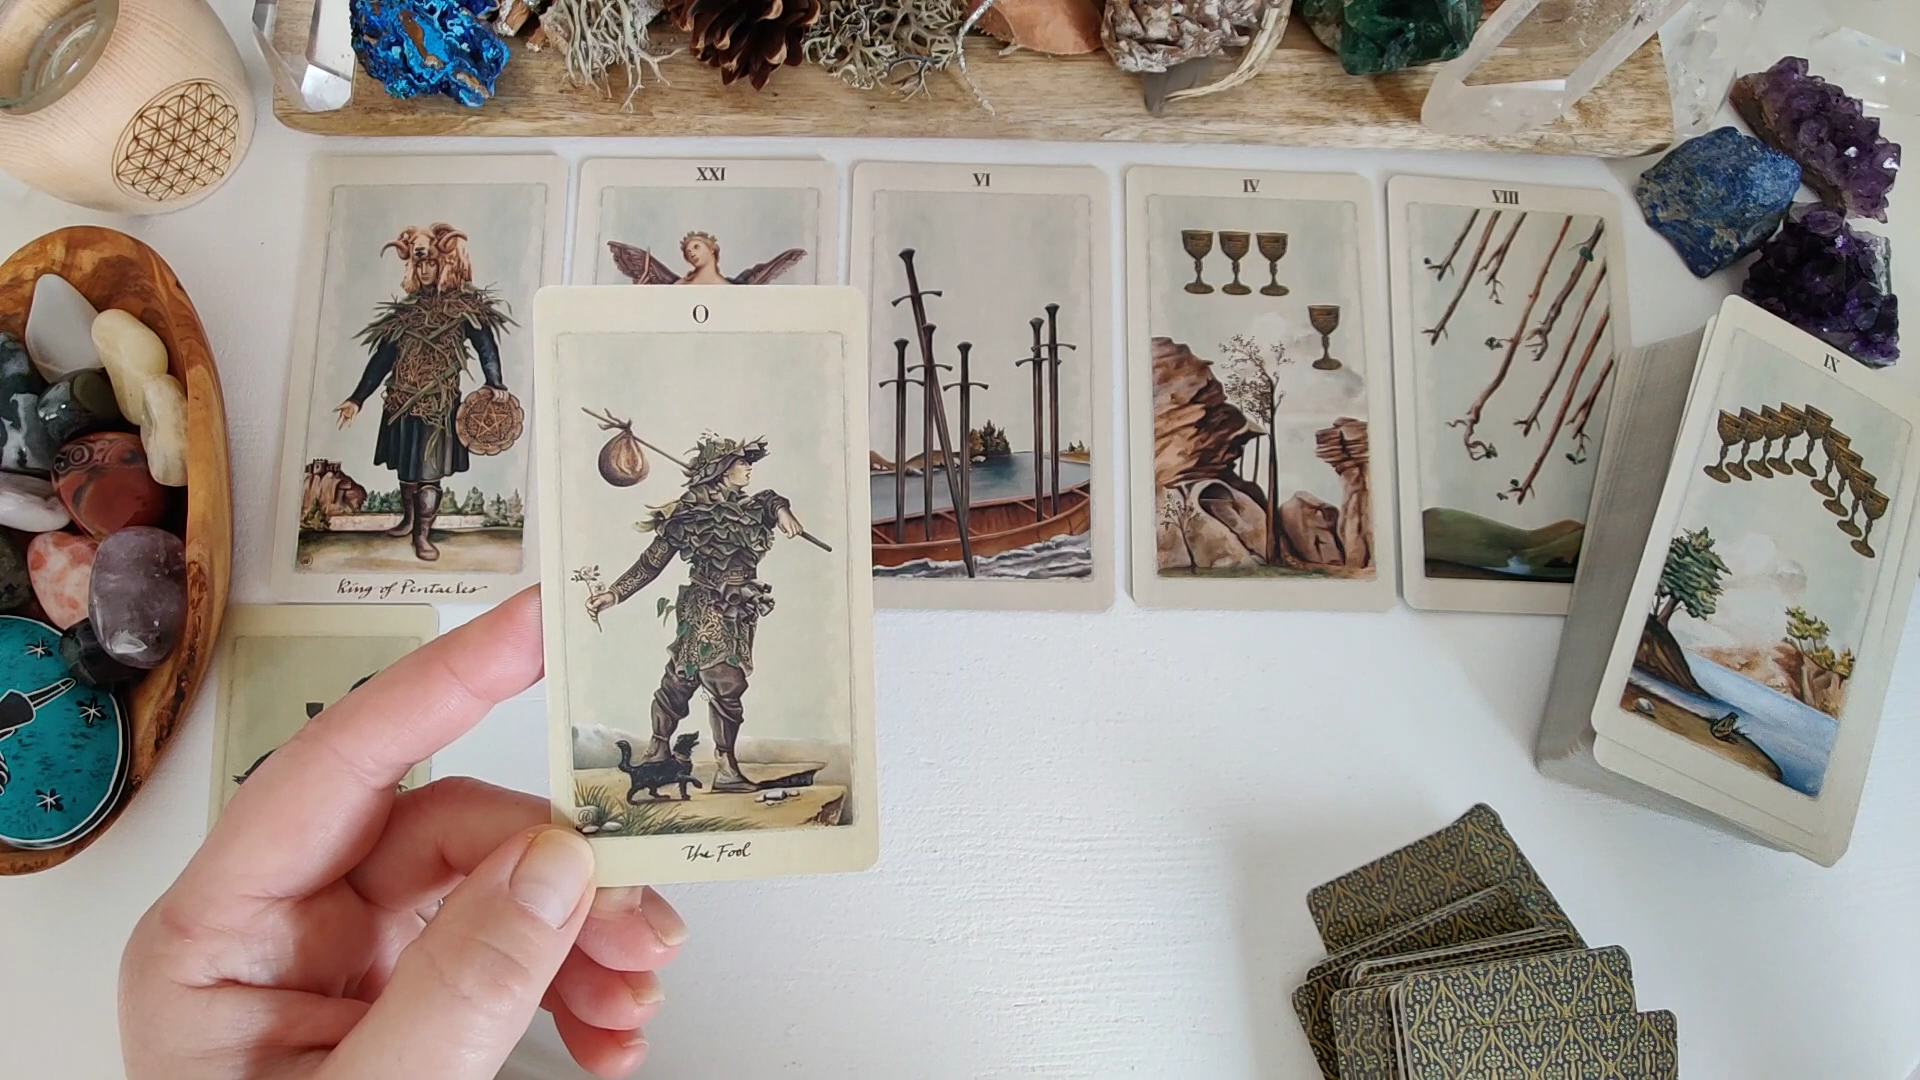 XXI
VI
IV
VIII
King of Pentacles
O
The Fool
IX